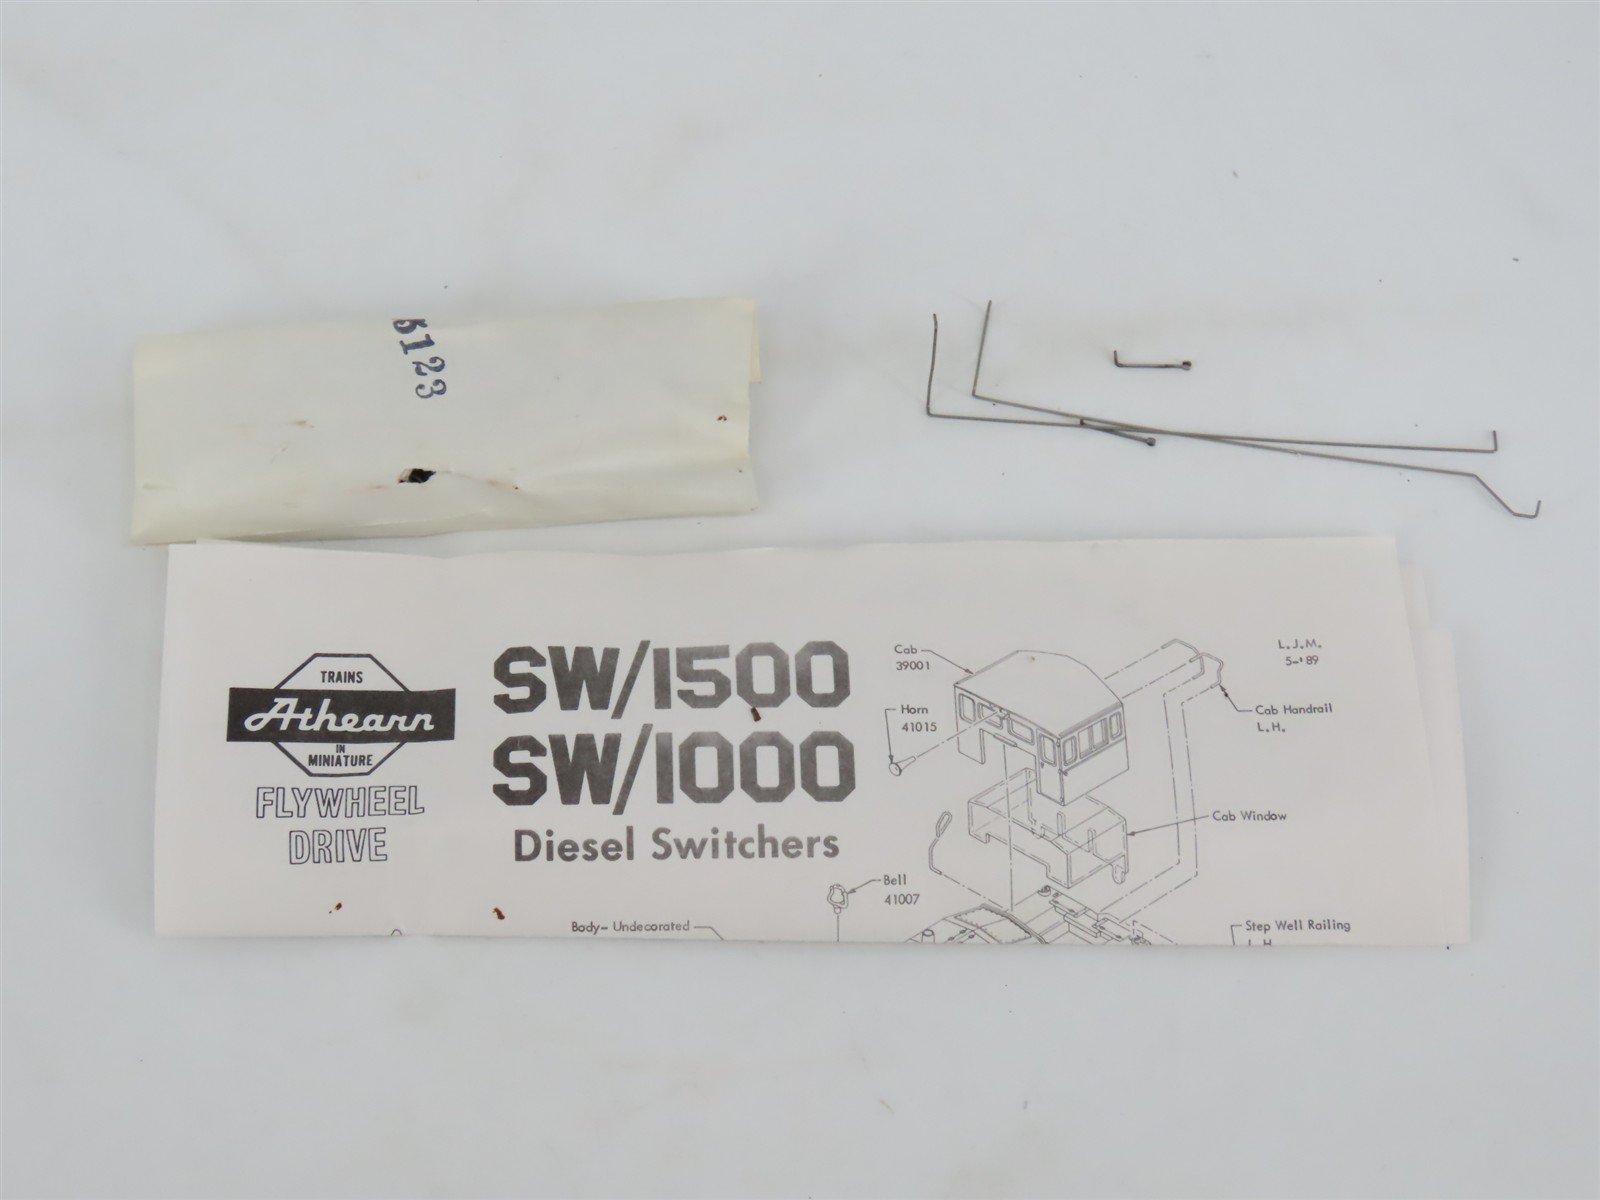 5123
TRAINS
Athearn
IN
MINIATURE
FLYWHEEL
DRIVE
SW/1500
SW/1000
Diesel Switchers
Cab
39001
Horn
41015
L.J.M.
5-'89
Cab Handrail
L.H.
Cab Window
Bell
41007
Body- Undecorated
Step Well Railing
L.H.